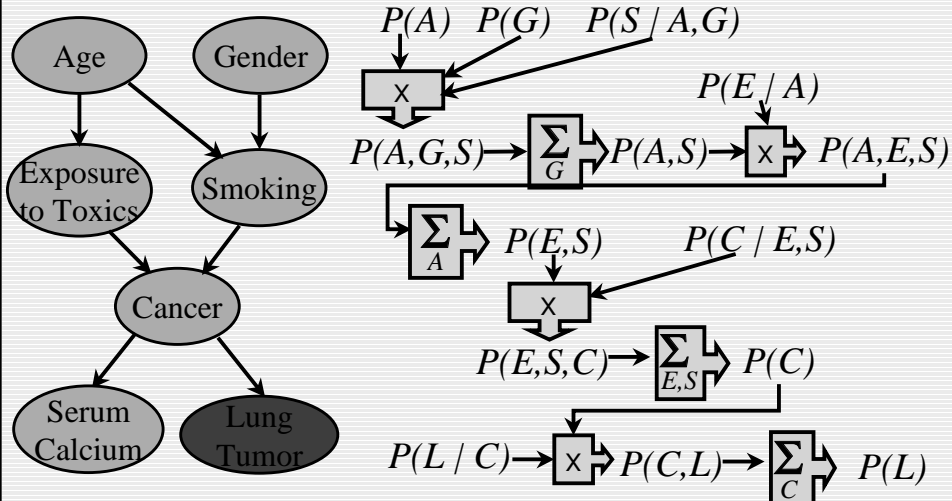 Age
Gender
Exposure
to Toxics
Smoking
Cancer
Serum
Calcium
Lung
Tumor
P(A) P(G) P(S / A,G)
x
P(E / A)
P(A,G,S) Σ P(A,S) x P(A,E,S)
G
Σ P(E,S) P(C / E,S)
A
x
P(E,S,C) Σ P(C)
E,S
P(L / C) x P(C,L) Σ P(L)
C